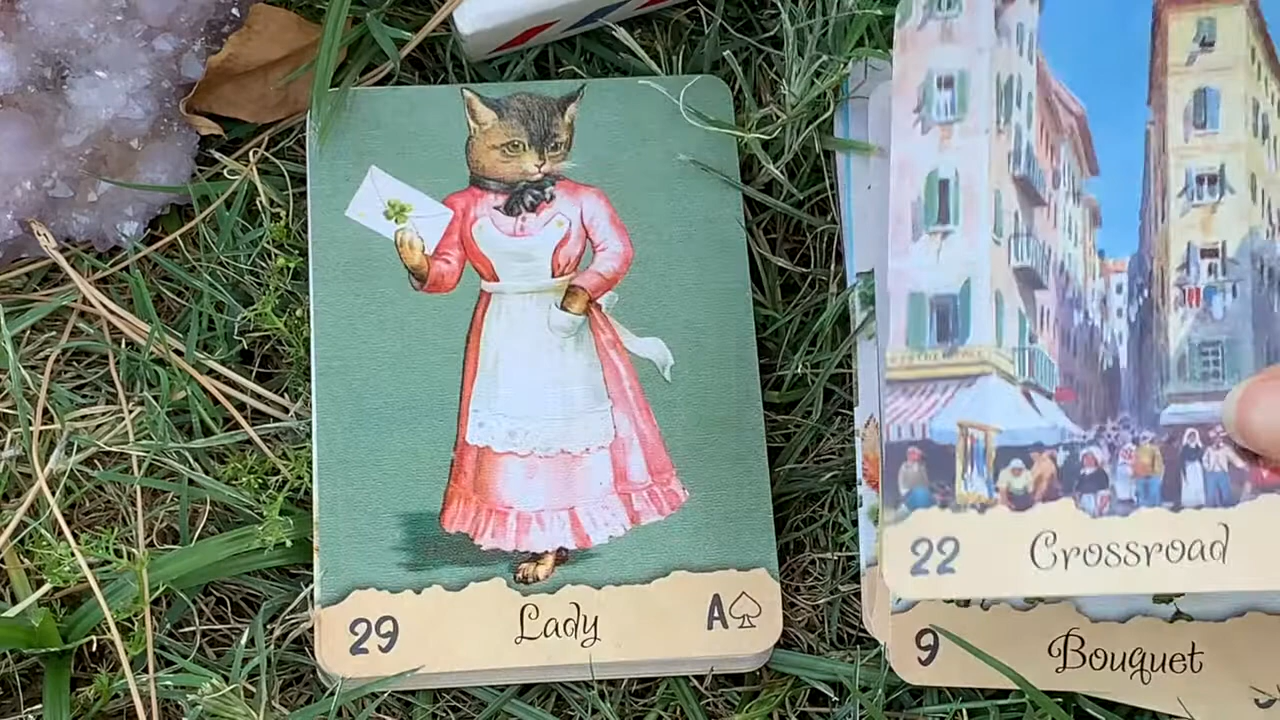 29 Lady A♤
22 Crossroad
9 Bouquet